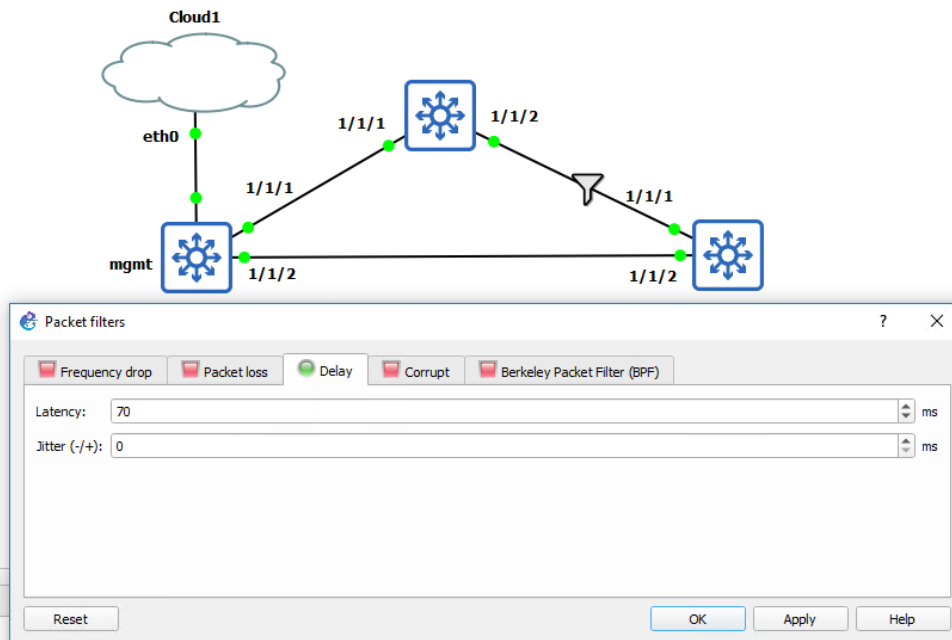 Cloud1
1/1/1
1/1/2
eth0
1/1/1
1/1/1
mgmt
1/1/2
1/1/2
Packet filters
?
Frequency drop Packet loss Delay Corrupt Berkeley Packet Filter (BPF)
Latency: 70 ms
Jitter (-/+): 0 ms
Reset OK Apply Help